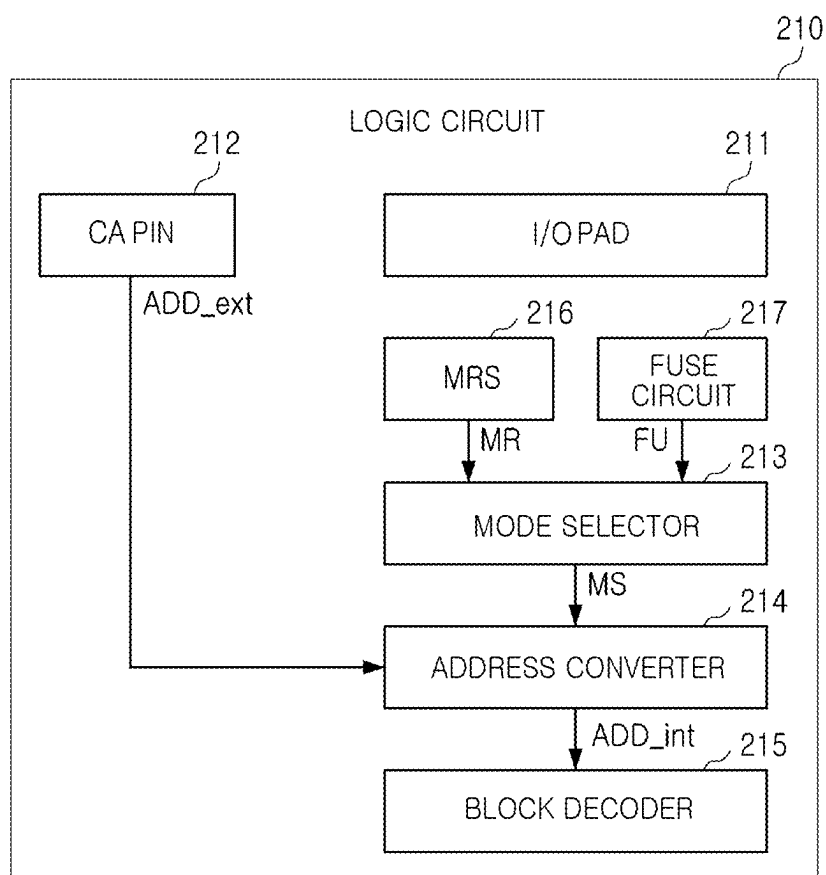 210
LOGIC CIRCUIT
212
211
CA PIN
I/O PAD
ADD_ext
216
217
MRS
FUSE
CIRCUIT
MR
FU
213
MODE SELECTOR
MS
214
ADDRESS CONVERTER
ADD_int
215
BLOCK DECODER